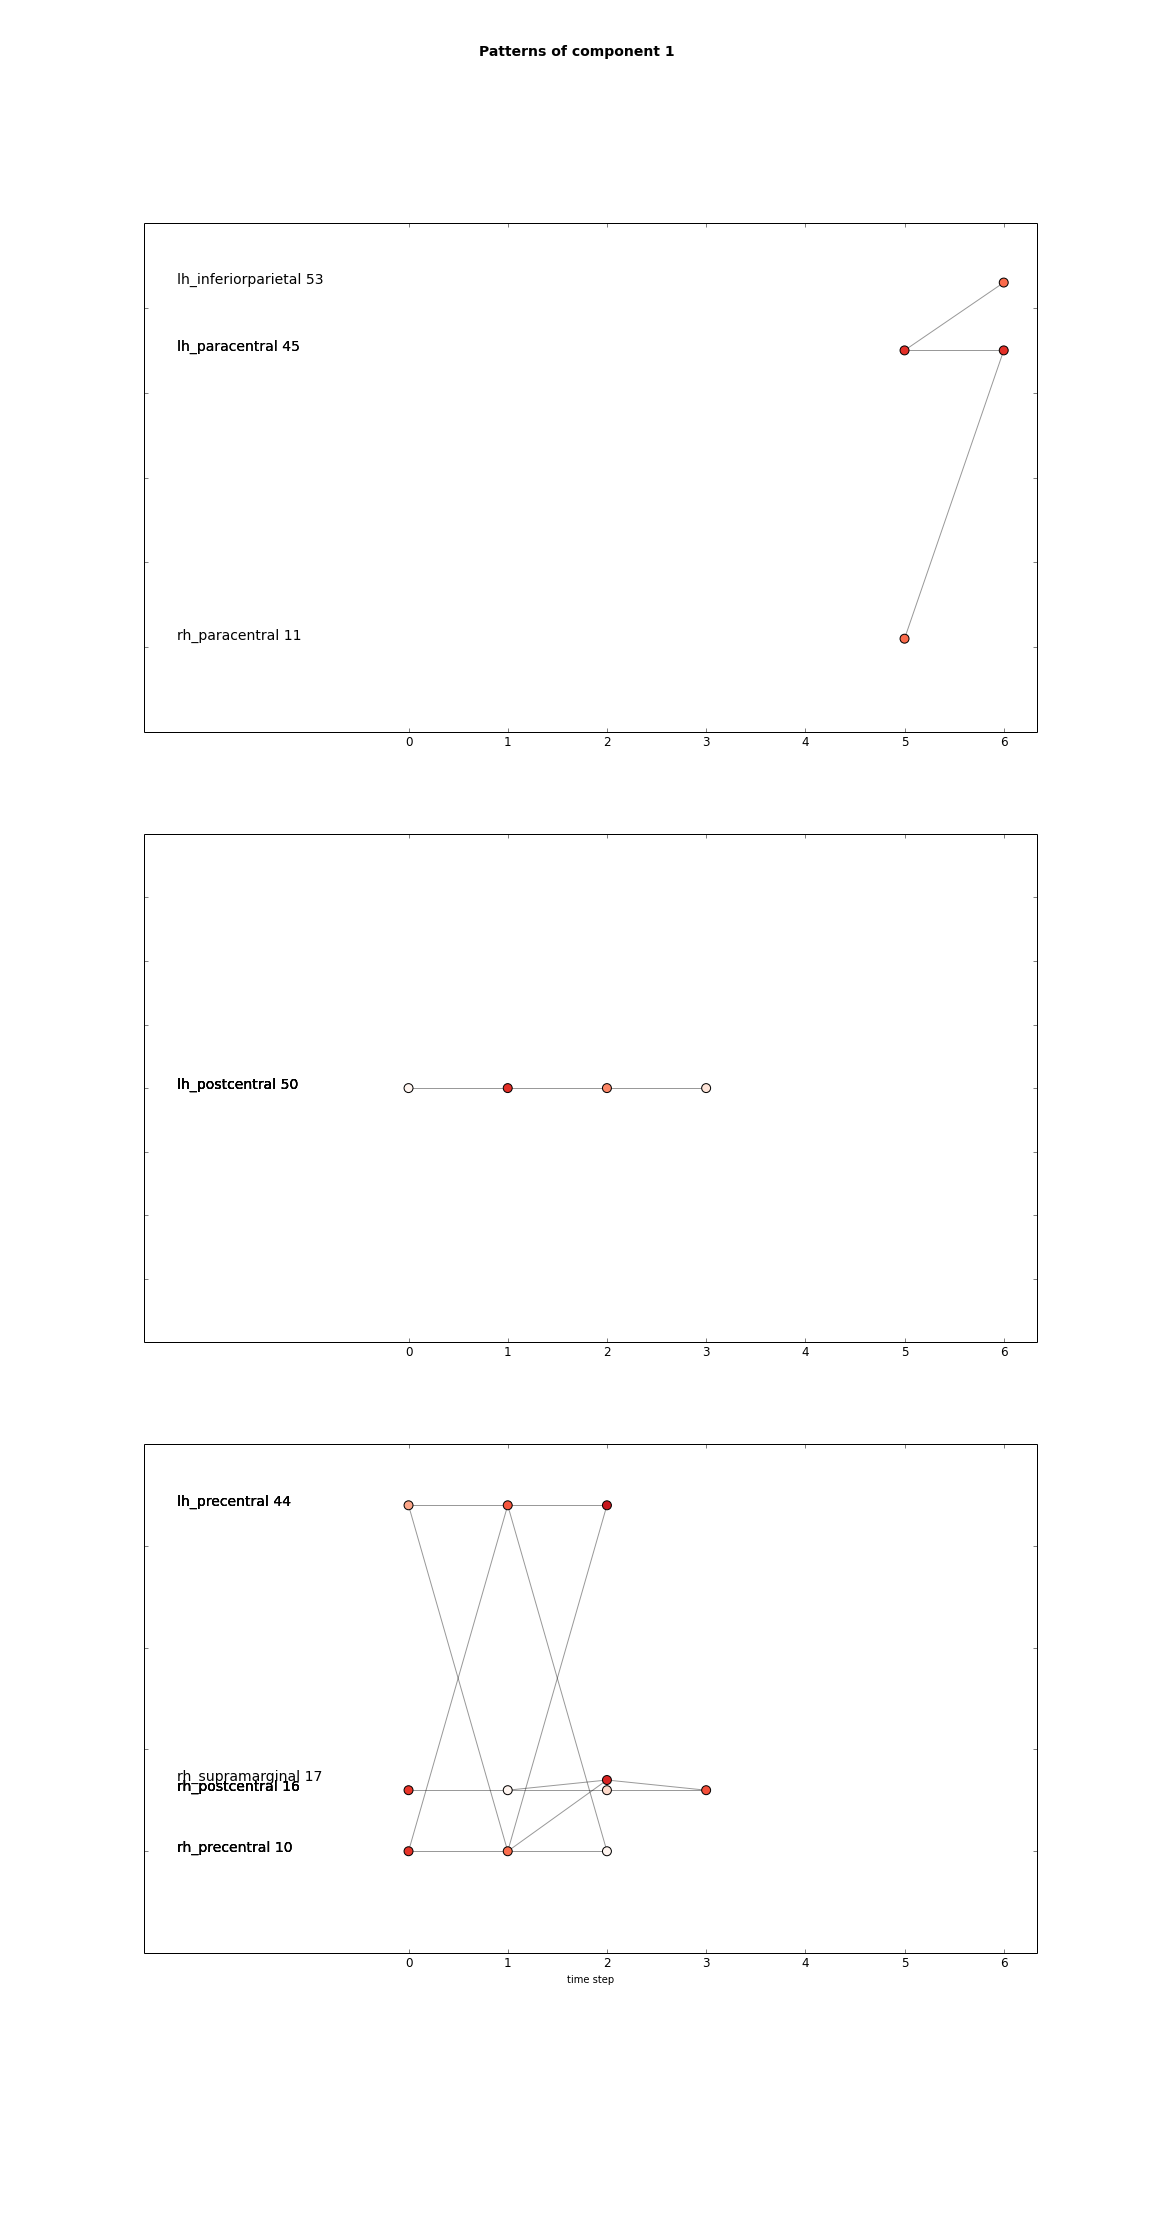 Patterns of component 1
lh_inferiorparietal 53
lh_paracentral 45
rh_paracentral 11
0 1 2 3 4 5 6
lh_postcentral 50
0 1 2 3 4 5 6
lh_precentral 44
rh_supramarginal 17
rh_postcentral 16
rh_precentral 10
0 1 2 3 4 5 6
time step